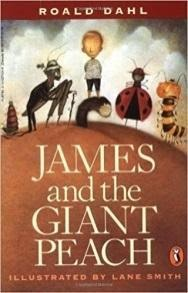 ROALD DAHL
JAMES
and the
GIANT
PEACH
ILLUSTRATED BY LANE SMITH